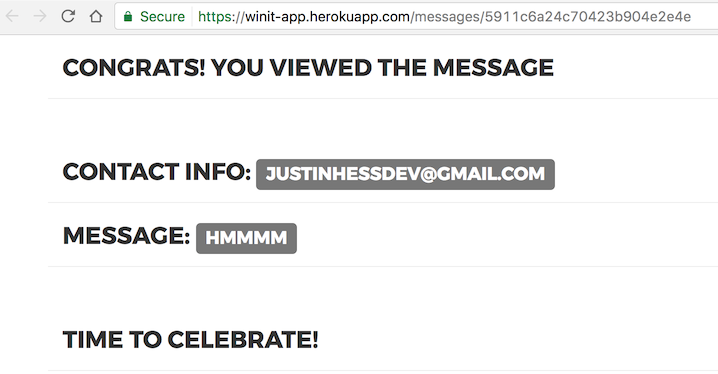 Secure https://winit-app.herokuapp.com/messages/5911c6a24c70423b904e2e4e
CONGRATS! YOU VIEWED THE MESSAGE
CONTACT INFO: JUSTINHESSDEV@GMAIL.COM
MESSAGE: HMMMM
TIME TO CELEBRATE!